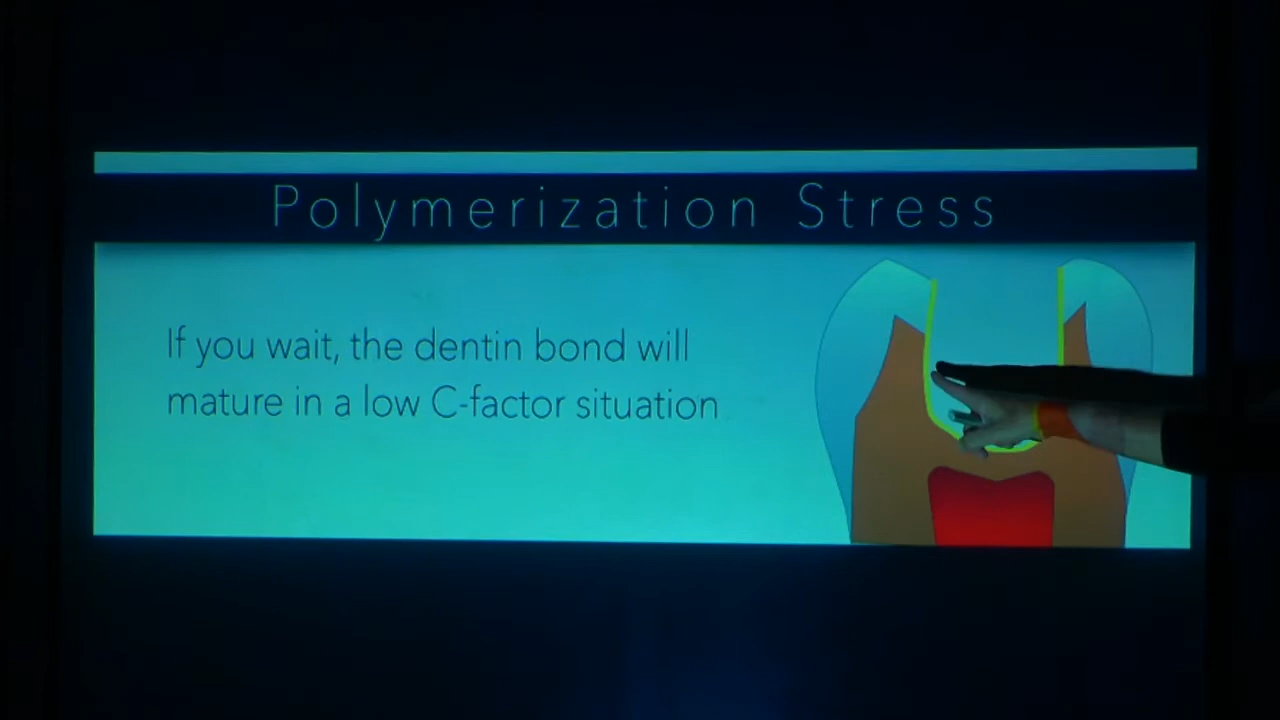 Polymerization Stress
If you wait, the dentin bond will
mature in a low C-factor situation